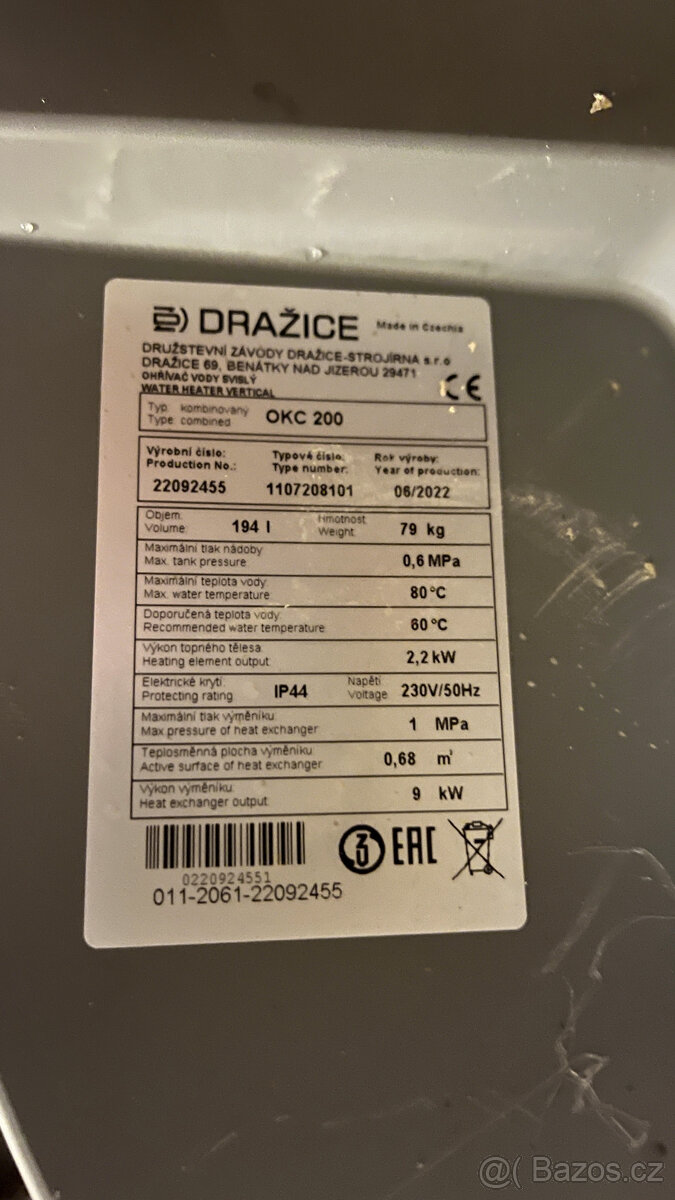 DRAŽICE Made in Czechia
DRUŽSTEVNÍ ZÁVODY DRAŽICE-STROJÍRNA s.r.o
DRAŽICE 69, BENÁTKY NAD JIZEROU 29471
OHŘÍVAČ VODY SVISLÝ
WATER HEATER VERTICAL
CE
Typ: kombinovaný
Type: combined
OKC 200
Výrobní číslo: Typové číslo: Rok výroby:
Production No.: Type number: Year of production:
22092455 1107208101 06/2022
Objem: Hmotnost:
Volume: 194 l Weight: 79 kg
Maximální tlak nádoby:
Max. tank pressure: 0,6 MPa
Maximální teplota vody:
Max. water temperature: 80°C
Doporučená teplota vody:
Recommended water temperature: 60°C
Výkon topného tělesa:
Heating element output: 2,2 kW
Elektrické krytí: Napětí:
Protecting rating: IP44 Voltage: 230V/50Hz
Maximální tlak výměníku:
Max.pressure of heat exchanger: 1 MPa
Teplosměnná plocha výměníku:
Active surface of heat exchanger: 0,68 m²
Výkon výměníku:
Heat exchanger output: 9 kW
0220924551
011-2061-22092455
EAC
@( Bazos.cz